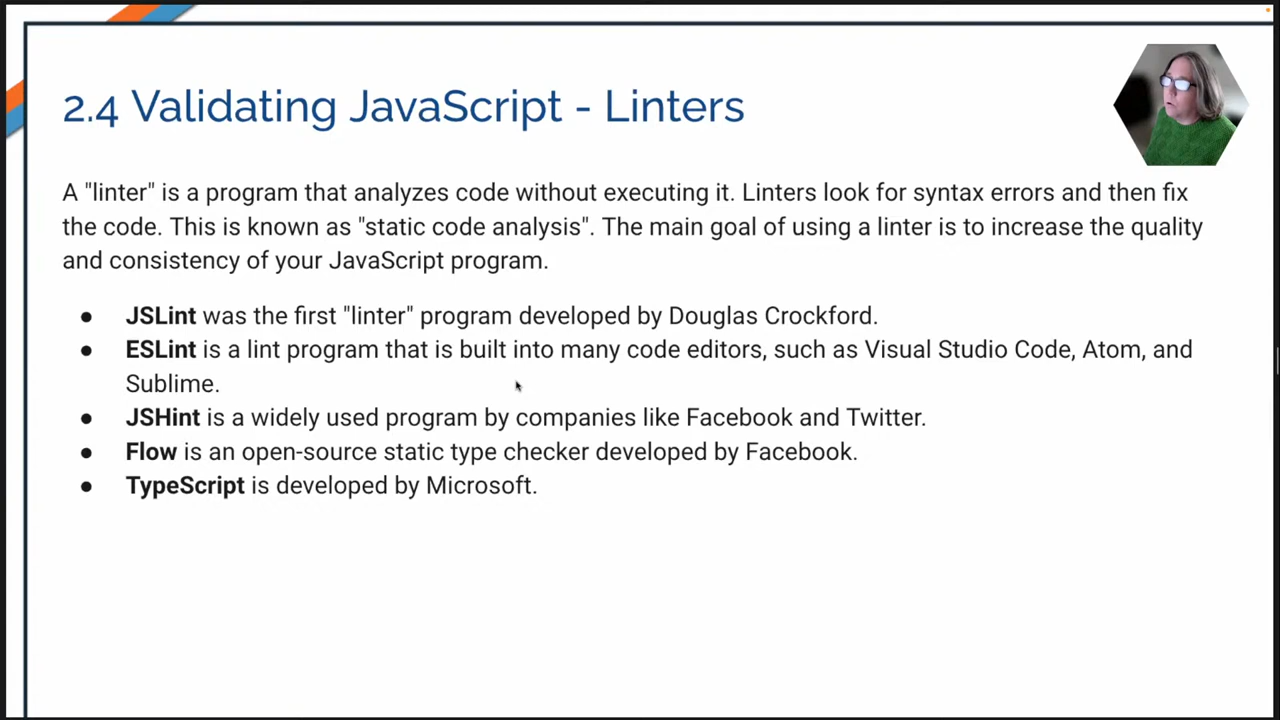 2.4 Validating JavaScript - Linters
A "linter" is a program that analyzes code without executing it. Linters look for syntax errors and then fix
the code. This is known as "static code analysis". The main goal of using a linter is to increase the quality
and consistency of your JavaScript program.
● JSLint was the first "linter" program developed by Douglas Crockford.
● ESLint is a lint program that is built into many code editors, such as Visual Studio Code, Atom, and
Sublime.
● JSHint is a widely used program by companies like Facebook and Twitter.
● Flow is an open-source static type checker developed by Facebook.
● TypeScript is developed by Microsoft.